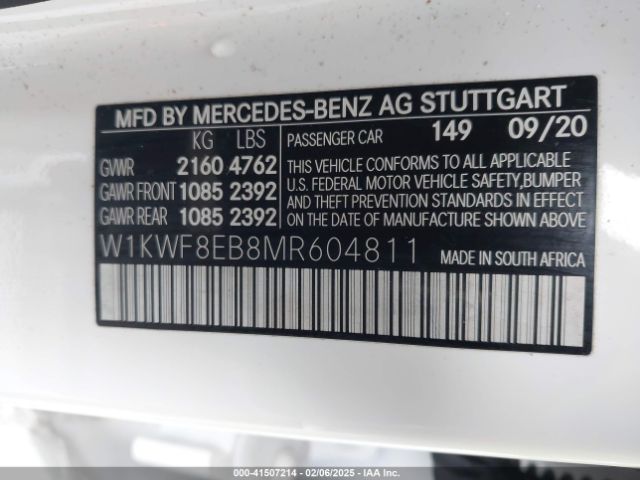 MFD BY MERCEDES-BENZ AG STUTTGART
KG LBS
PASSENGER CAR 149 09/20
GVWR 2160 4762
GAWR FRONT 1085 2392
GAWR REAR 1085 2392
THIS VEHICLE CONFORMS TO ALL APPLICABLE
U.S. FEDERAL MOTOR VEHICLE SAFETY,BUMPER
AND THEFT PREVENTION STANDARDS IN EFFECT
ON THE DATE OF MANUFACTURE SHOWN ABOVE
W1KWF8EB8MR604811
MADE IN SOUTH AFRICA
000-41507214 - 02/06/2025 - IAAI.COM